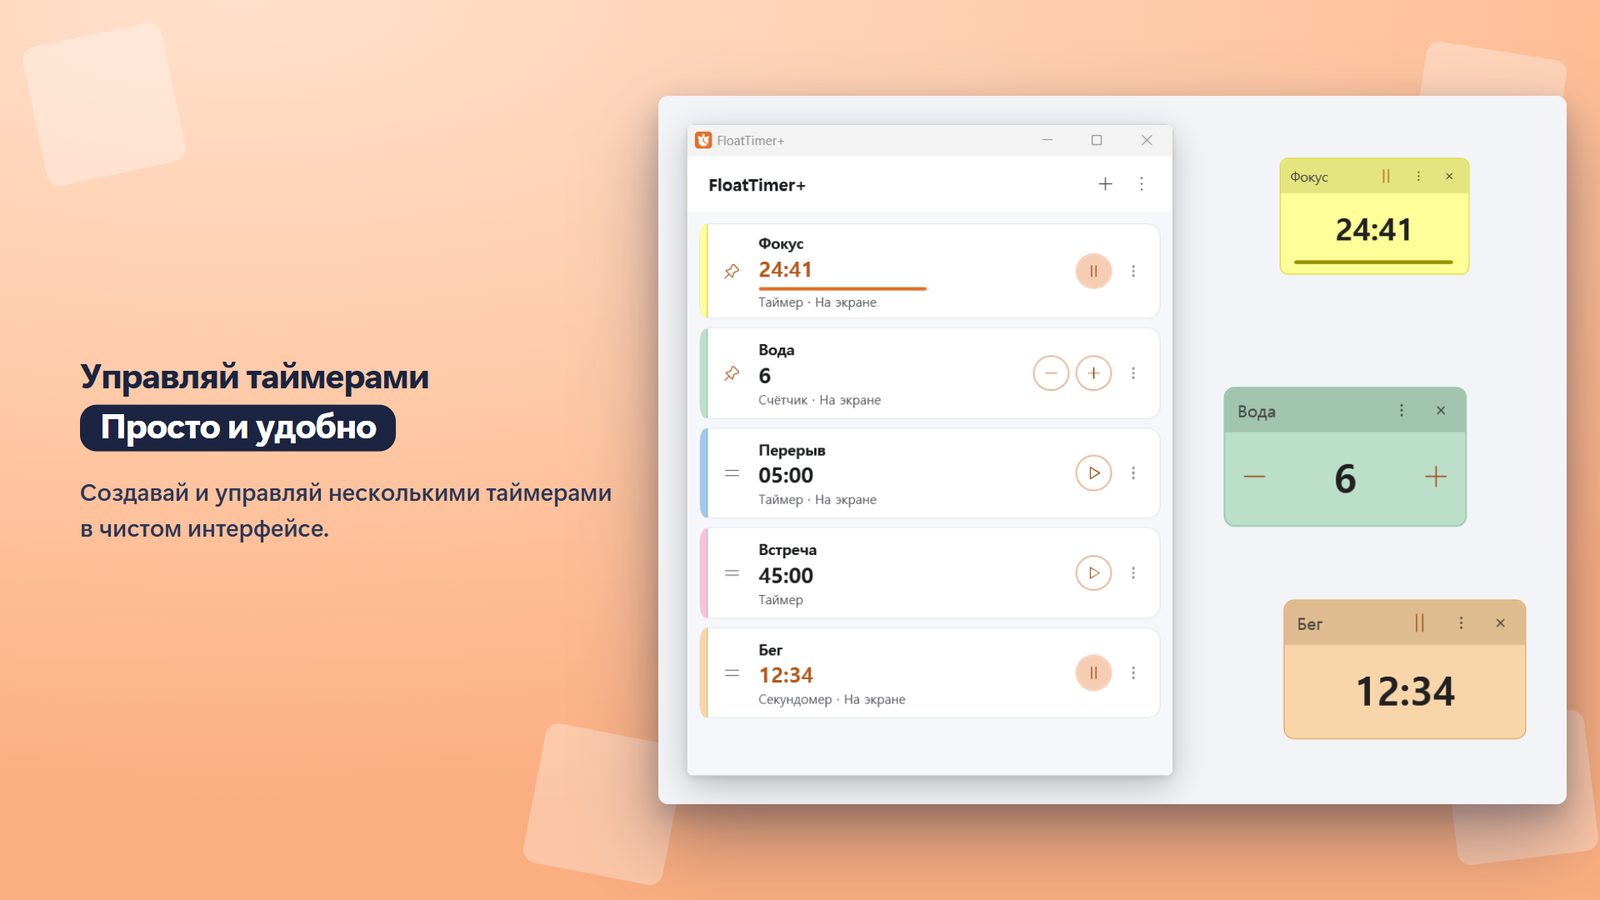 Управляй таймерами
Просто и удобно
Создавай и управляй несколькими таймерами
в чистом интерфейсе.
FloatTimer+
FloatTimer+
Фокус
24:41
Таймер · На экране
Вода
6
Счётчик · На экране
Перерыв
05:00
Таймер · На экране
Встреча
45:00
Таймер
Бег
12:34
Секундомер · На экране
Фокус
24:41
Вода
6
Бег
12:34